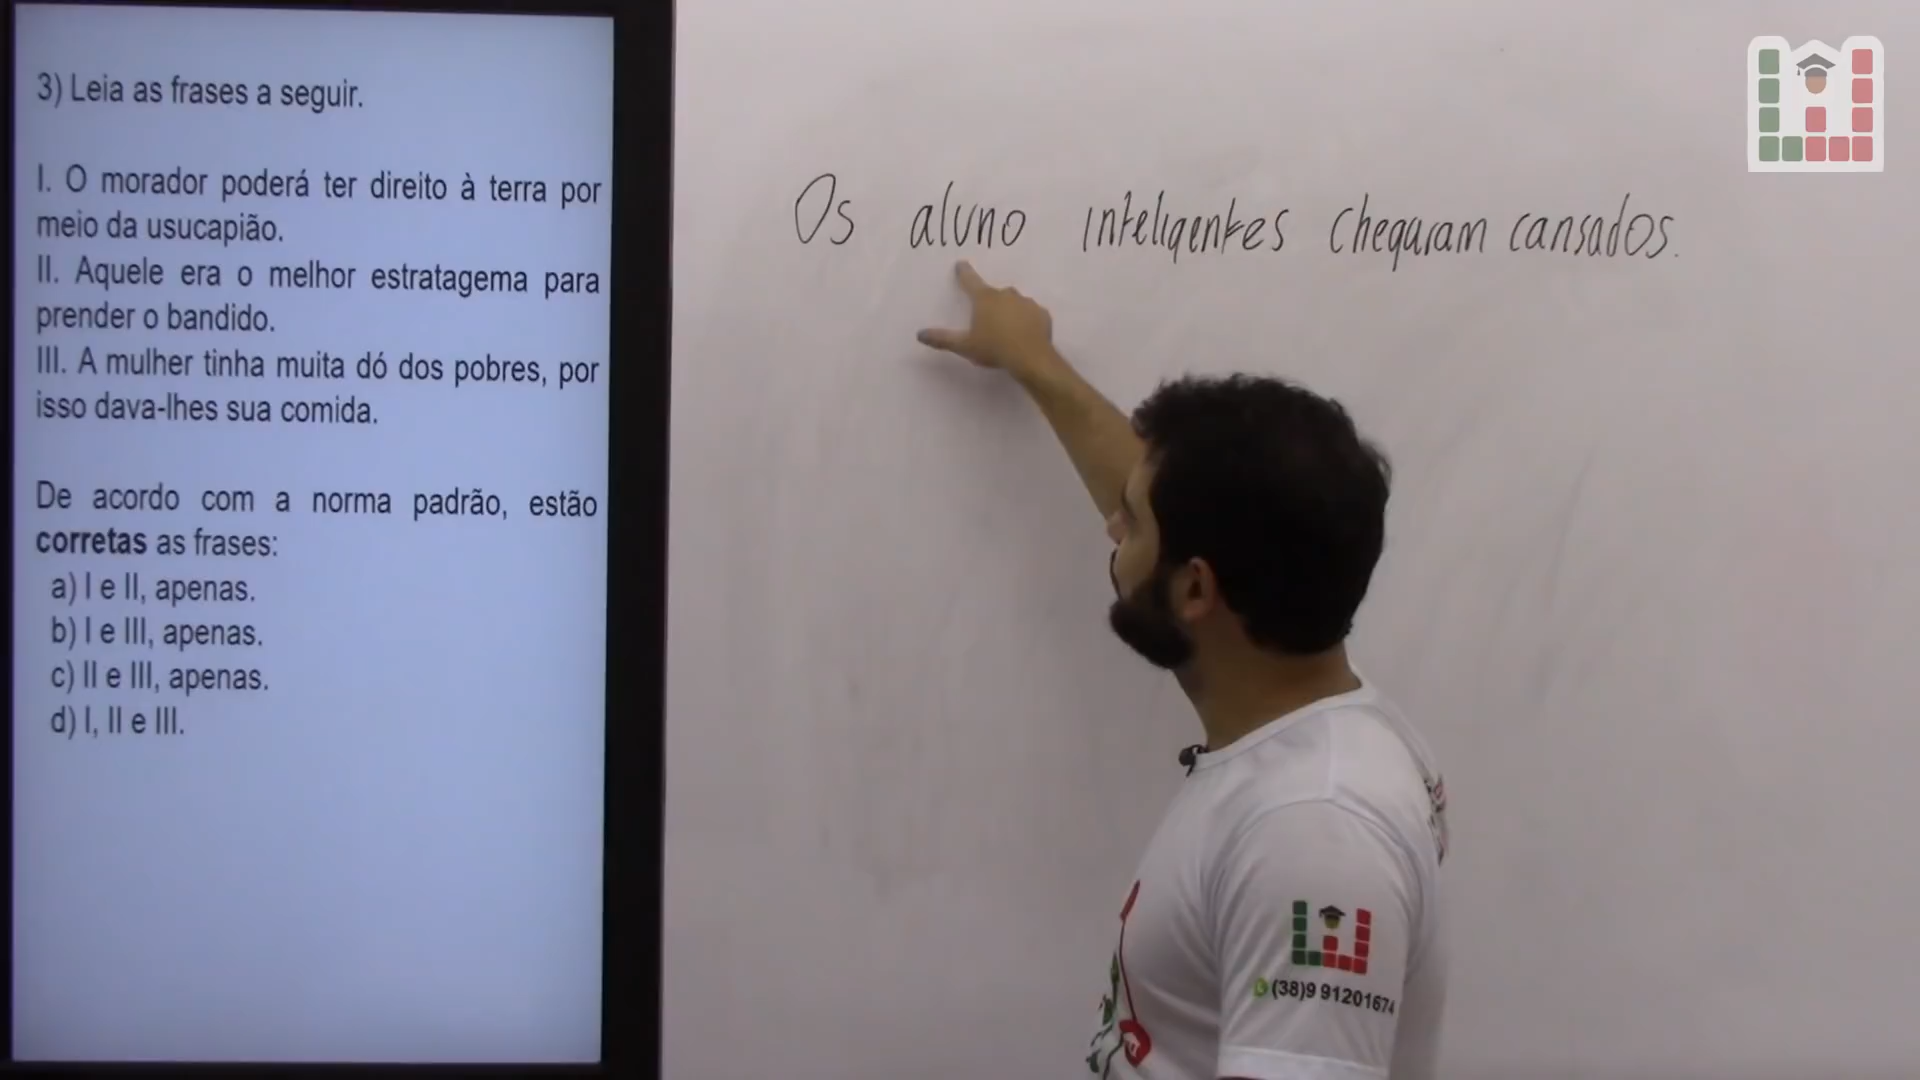 3) Leia as frases a seguir.
I. O morador poderá ter direito à terra por
meio da usucapião.
II. Aquele era o melhor estratagema para
prender o bandido.
III. A mulher tinha muita dó dos pobres, por
isso dava-lhes sua comida.
De acordo com a norma padrão, estão
corretas as frases:
a) I e II, apenas.
b) I e III, apenas.
c) II e III, apenas.
d) I, II e III.
Os aluno inteligentes chegaram cansados.
(38)9 91201674